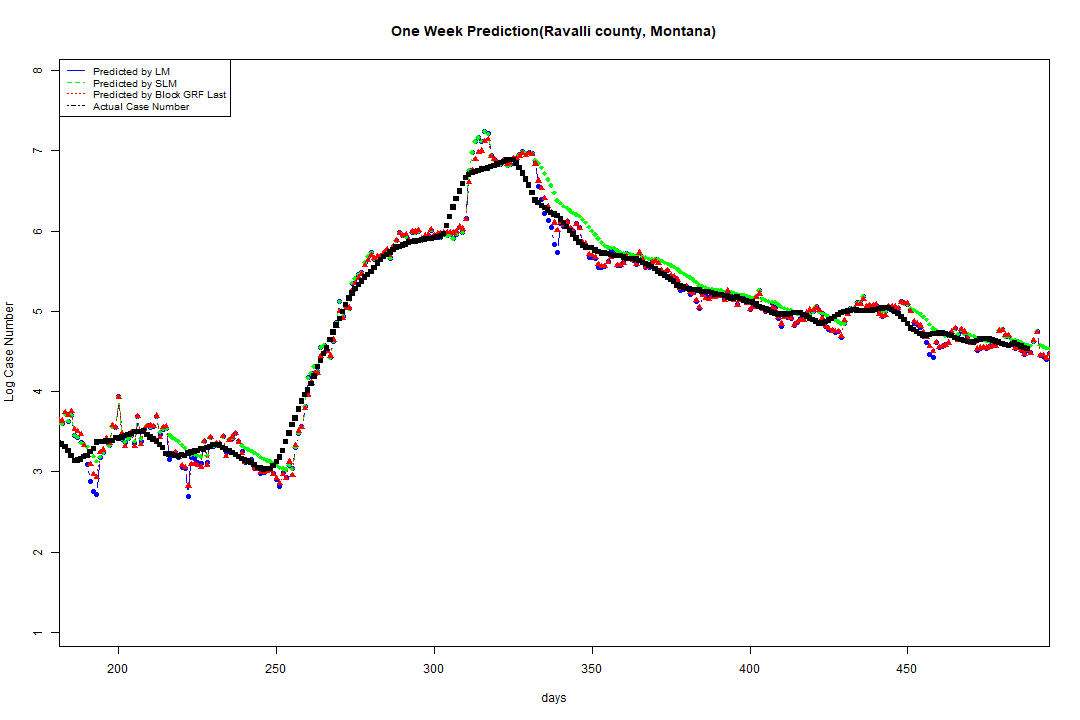 One Week Prediction(Ravalli county, Montana)
Predicted by LM
Predicted by SLM
Predicted by Block GRF Last
Actual Case Number
8
7
6
5
4
3
2
1
Log Case Number
200 250 300 350 400 450
days